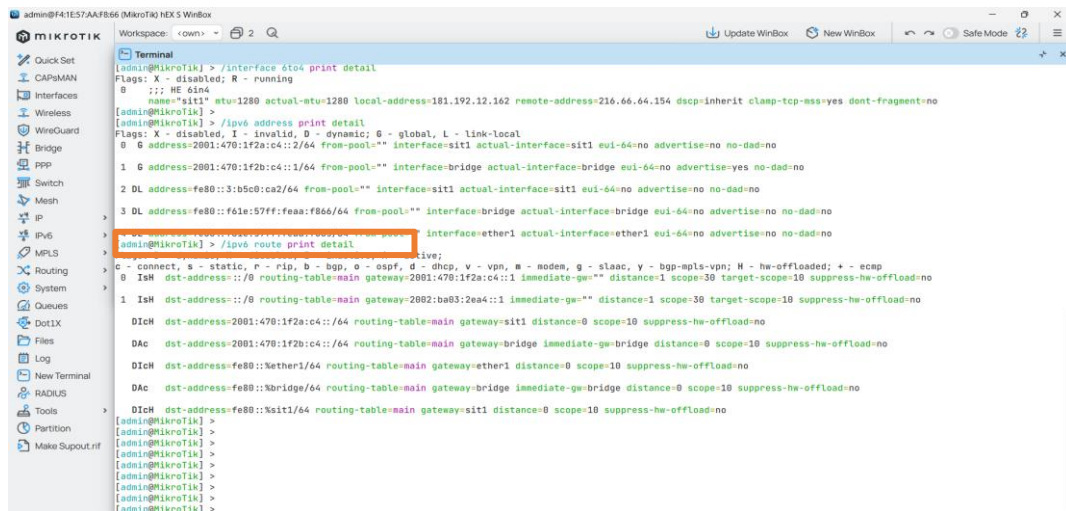 admin@F4:1E:57:AA:F8:66 (MikroTik) hEX S WinBox
MIKROTIK
Workspace: <own> 2
Update WinBox
New WinBox
Safe Mode
Quick Set
CAPsMAN
Interfaces
Wireless
WireGuard
Bridge
PPP
Switch
Mesh
IP
IPv6
MPLS
Routing
System
Queues
Dot1X
Files
Log
New Terminal
RADIUS
Tools
Partition
Make Supout.rif
Terminal
[admin@MikroTik] > /interface 6to4 print detail
Flags: X - disabled; R - running
0 ;;; HE 6in4
name="sit1" mtu=1280 actual-mtu=1280 local-address=181.192.12.162 remote-address=216.66.64.154 dscp=inherit clamp-tcp-mss=yes dont-fragment=no
[admin@MikroTik] >
[admin@MikroTik] > /ipv6 address print detail
Flags: X - disabled, I - invalid, D - dynamic; G - global, L - link-local
0 G address=2001:470:1f2a:c4::2/64 from-pool="" interface=sit1 actual-interface=sit1 eui-64=no advertise=no no-dad=no
1 G address=2001:470:1f2b:c4::1/64 from-pool="" interface=bridge actual-interface=bridge eui-64=no advertise=yes no-dad=no
2 DL address=fe80::3:b5c0:ca2/64 from-pool="" interface=sit1 actual-interface=sit1 eui-64=no advertise=no no-dad=no
3 DL address=fe80::f61e:57ff:feaa:f866/64 from-pool="" interface=bridge actual-interface=bridge eui-64=no advertise=no no-dad=no
interface=ether1 actual-interface=ether1 eui-64=no advertise=no no-dad=no
[admin@MikroTik] > /ipv6 route print detail
c - connect, s - static, r - rip, b - bgp, o - ospf, d - dhcp, v - vpn, m - modem, g - slaac, y - bgp-mpls-vpn; H - hw-offloaded; + - ecmp
0 IsH dst-address=::/0 routing-table=main gateway=2001:470:1f2a:c4::1 immediate-gw="" distance=1 scope=30 target-scope=10 suppress-hw-offload=no
1 IsH dst-address=::/0 routing-table=main gateway=2002:ba03:2ea4::1 immediate-gw="" distance=1 scope=30 target-scope=10 suppress-hw-offload=no
DIcH dst-address=2001:470:1f2a:c4::/64 routing-table=main gateway=sit1 distance=0 scope=10 suppress-hw-offload=no
DAc dst-address=2001:470:1f2b:c4::/64 routing-table=main gateway=bridge immediate-gw=bridge distance=0 scope=10 suppress-hw-offload=no
DIcH dst-address=fe80::%ether1/64 routing-table=main gateway=ether1 distance=0 scope=10 suppress-hw-offload=no
DAc dst-address=fe80::%bridge/64 routing-table=main gateway=bridge immediate-gw=bridge distance=0 scope=10 suppress-hw-offload=no
DIcH dst-address=fe80::%sit1/64 routing-table=main gateway=sit1 distance=0 scope=10 suppress-hw-offload=no
[admin@MikroTik] >
[admin@MikroTik] >
[admin@MikroTik] >
[admin@MikroTik] >
[admin@MikroTik] >
[admin@MikroTik] >
[admin@MikroTik] >
[admin@MikroTik] >
[admin@MikroTik] >
[admin@MikroTik] >